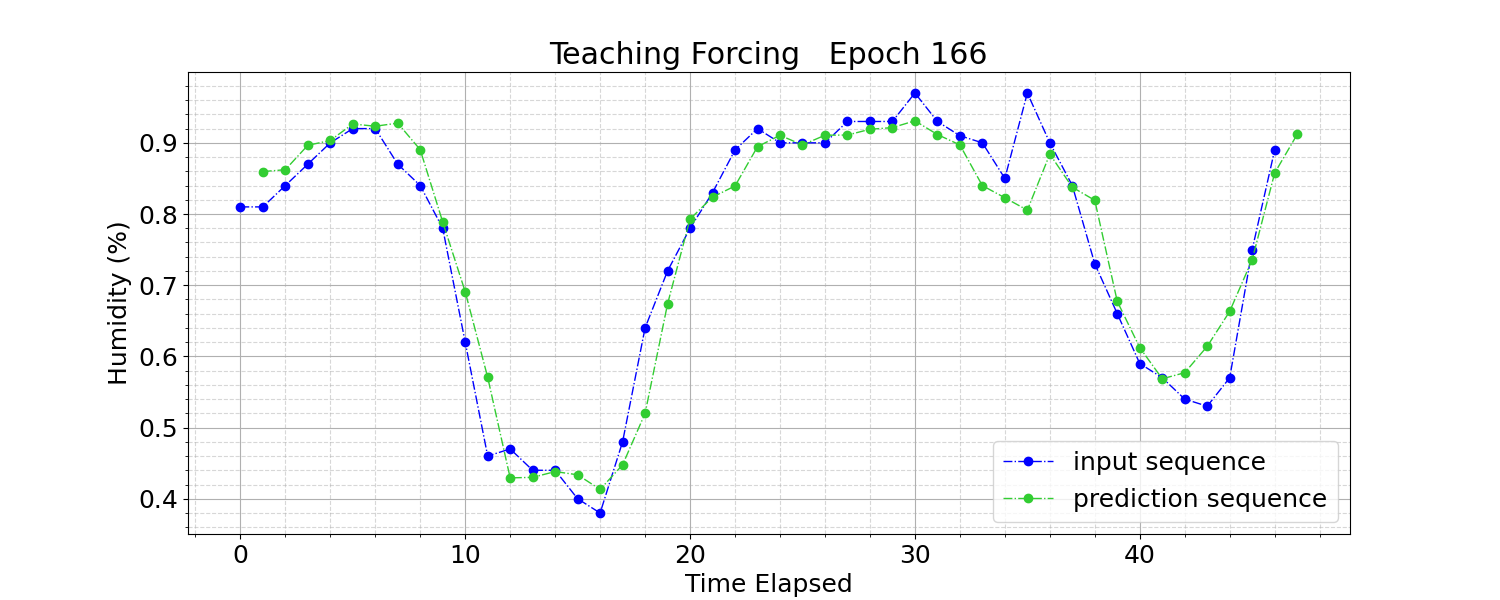 Teaching Forcing   Epoch 166
Humidity (%)
0.9
0.8
0.7
0.6
0.5
0.4
input sequence
prediction sequence
0 10 20 30 40
Time Elapsed